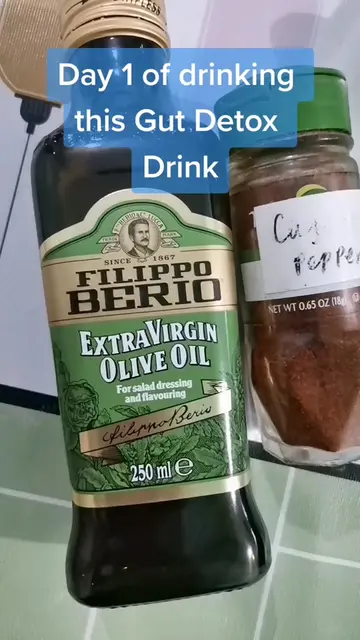 Day 1 of drinking
this Gut Detox
Drink
SINCE 1867
FILIPPO
BERIO
EXTRA VIRGIN
OLIVE OIL
For salad dressing
and flavouring
Filippo Berio
250 ml e
Pepper
NET WT 0.65 OZ (18g)